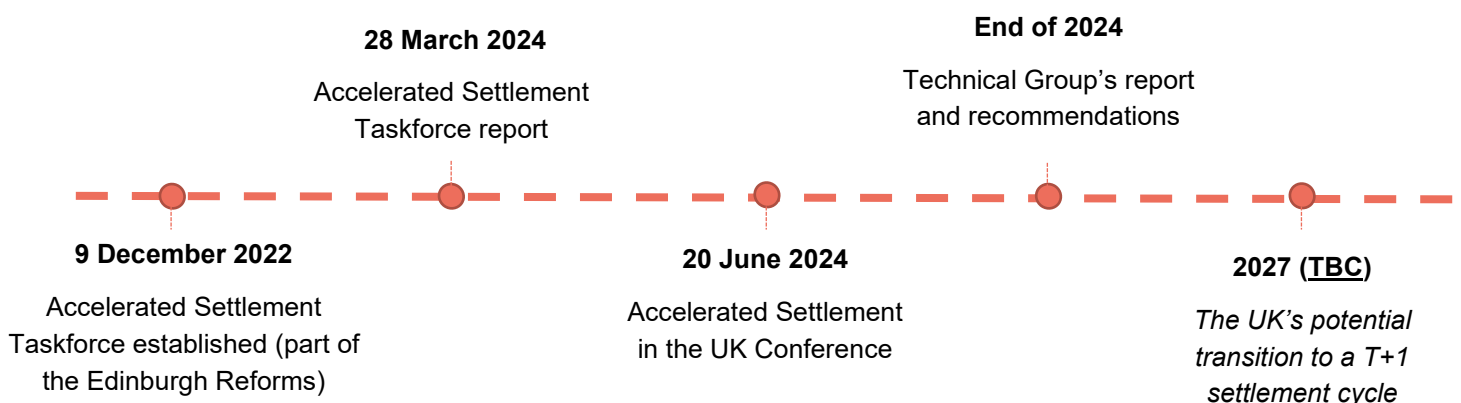 28 March 2024
Accelerated Settlement
Taskforce report
End of 2024
Technical Group’s report
and recommendations
9 December 2022
Accelerated Settlement
Taskforce established (part of
the Edinburgh Reforms)
20 June 2024
Accelerated Settlement
in the UK Conference
2027 (TBC)
The UK’s potential
transition to a T+1
settlement cycle